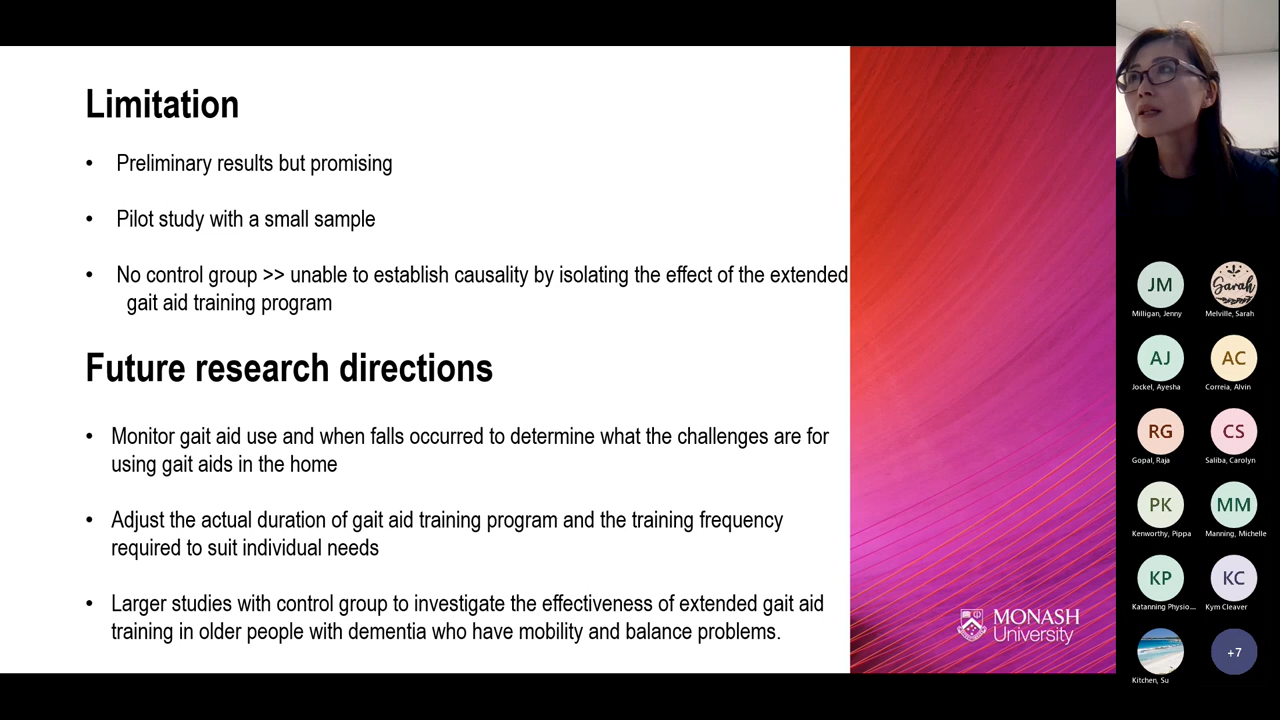 Limitation
• Preliminary results but promising
• Pilot study with a small sample
• No control group >> unable to establish causality by isolating the effect of the extended
gait aid training program
Future research directions
• Monitor gait aid use and when falls occurred to determine what the challenges are for
using gait aids in the home
• Adjust the actual duration of gait aid training program and the training frequency
required to suit individual needs
• Larger studies with control group to investigate the effectiveness of extended gait aid
training in older people with dementia who have mobility and balance problems.
MONASH
University
JM
Milligan, Jenny
Sarah
Melville, Sarah
AJ
Jockel, Ayesha
AC
Correia, Alvin
RG
Gopal, Raja
CS
Saliba, Carolyn
PK
Kenworthy, Pippa
MM
Manning, Michelle
KP
Katanning Physio...
KC
Kym Cleaver
Kitchen, Su
+7